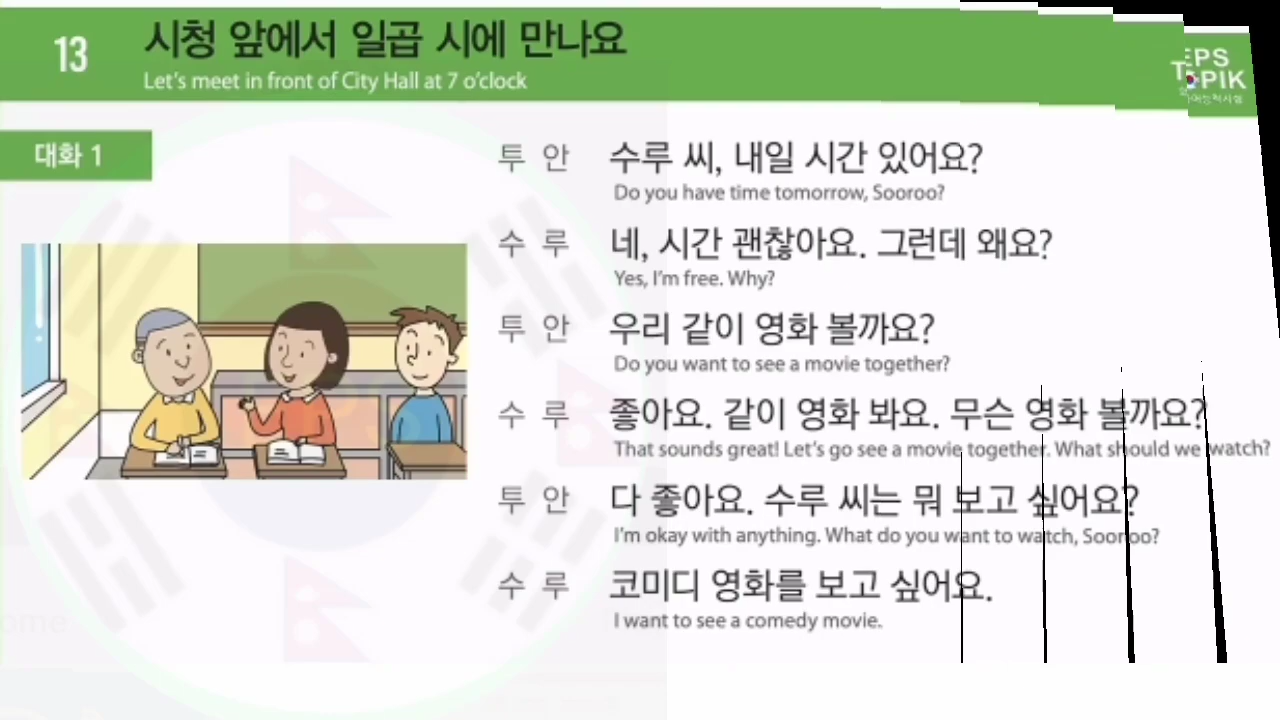 13
시청 앞에서 일곱 시에 만나요
Let's meet in front of City Hall at 7 o'clock
EPS
TOPIK
대화 1
투 안 수루 씨, 내일 시간 있어요?
Do you have time tomorrow, Sooroo?
수 루 네, 시간 괜찮아요. 그런데 왜요?
Yes, I'm free. Why?
투 안 우리 같이 영화 볼까요?
Do you want to see a movie together?
수 루 좋아요. 같이 영화 봐요. 무슨 영화 볼까요?
That sounds great! Let's go see a movie together. What should we watch?
투 안 다 좋아요. 수루 씨는 뭐 보고 싶어요?
I'm okay with anything. What do you want to watch, Sooroo?
수 루 코미디 영화를 보고 싶어요.
I want to see a comedy movie.